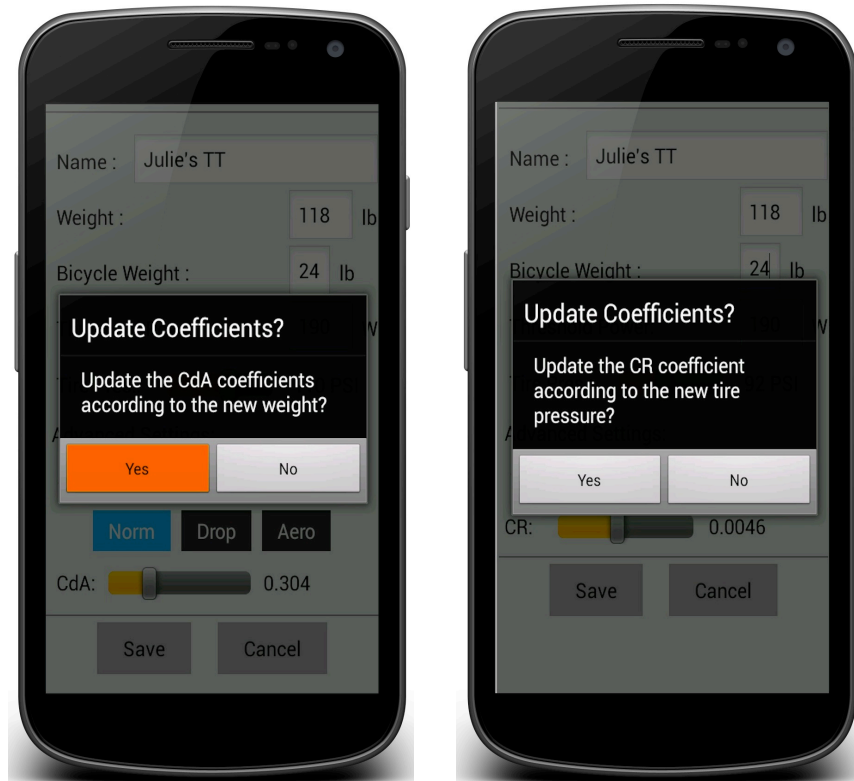 Name : Julie's TT
Weight : 118 lb
Bicycle Weight : 24 lb
Update Coefficients?
Update the CdA coefficients
according to the new weight?
Yes No
Norm Drop Aero
CdA: 0.304
Save Cancel
Name : Julie's TT
Weight : 118 lb
Bicycle Weight : 24 lb
Update Coefficients?
Update the CR coefficient
according to the new tire
pressure?
Yes No
CR: 0.0046
Save Cancel